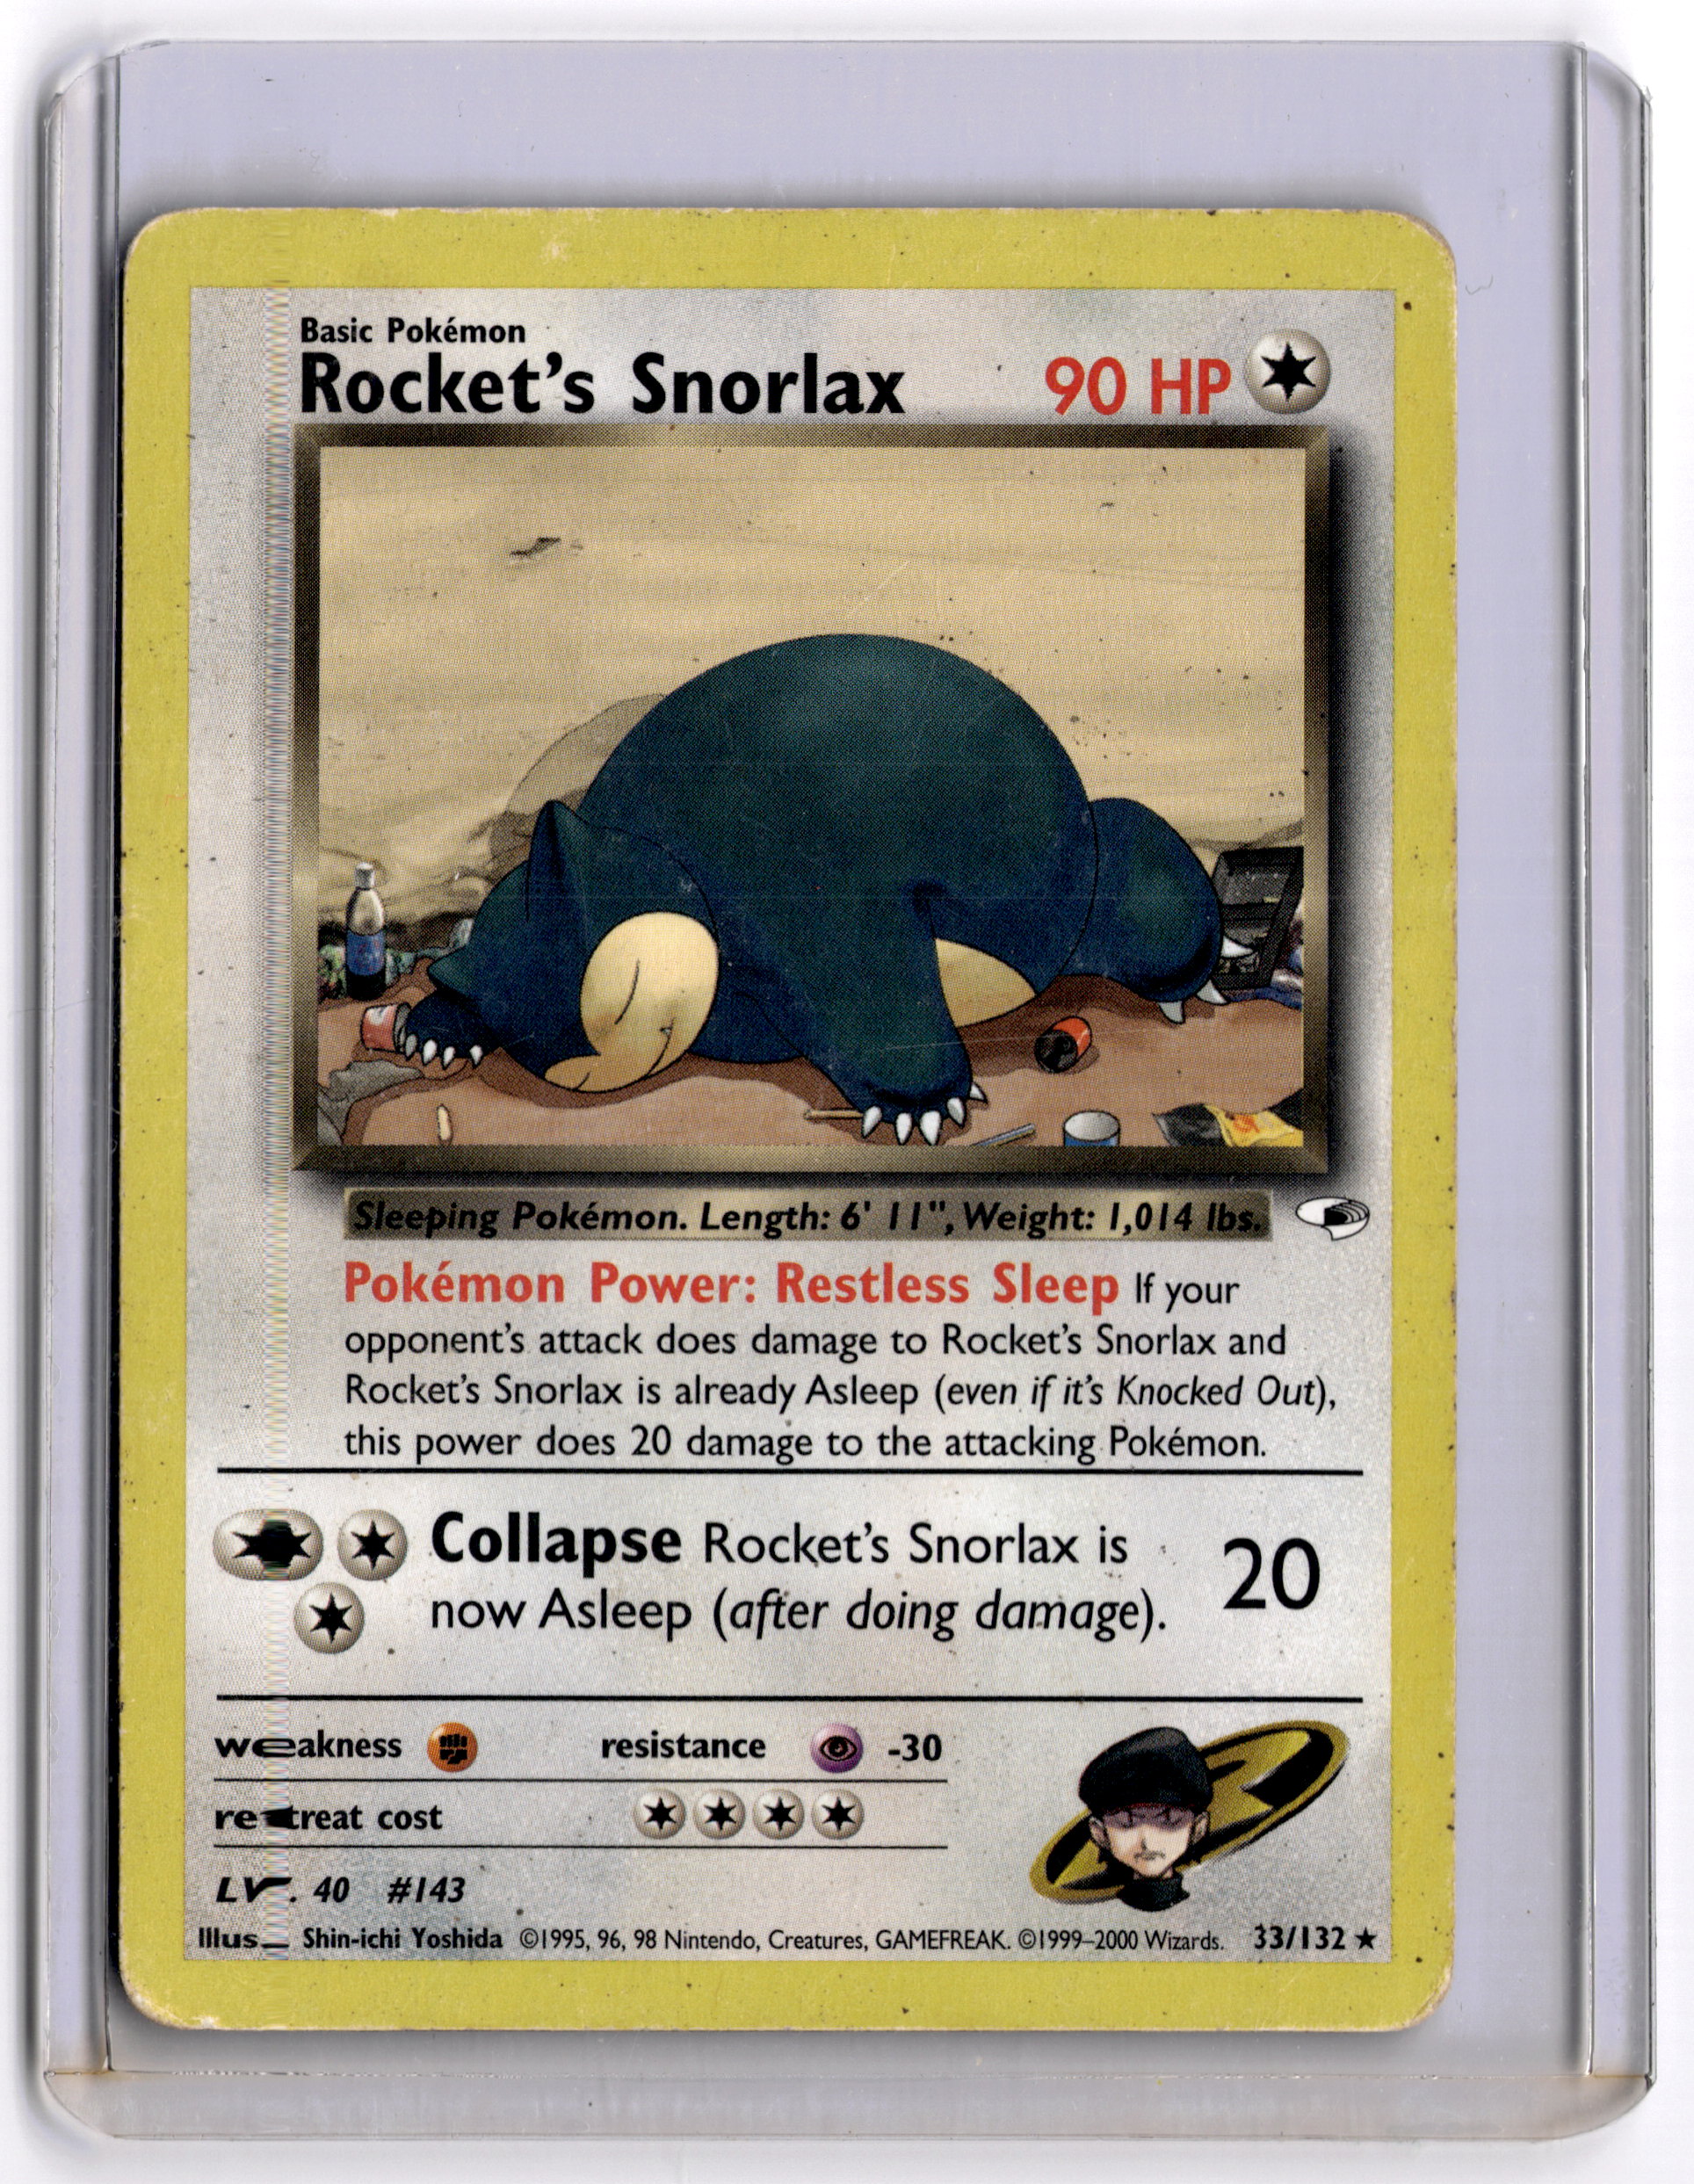 Basic Pokémon
Rocket's Snorlax 90 HP
Sleeping Pokémon. Length: 6' 11", Weight: 1,014 lbs.
Pokémon Power: Restless Sleep If your
opponent's attack does damage to Rocket's Snorlax and
Rocket's Snorlax is already Asleep (even if it's Knocked Out),
this power does 20 damage to the attacking Pokémon.
Collapse Rocket's Snorlax is
now Asleep (after doing damage). 20
weakness resistance -30
retreat cost
LV. 40 #143
Illus. Shin-ichi Yoshida ©1995, 96, 98 Nintendo, Creatures, GAMEFREAK. ©1999–2000 Wizards. 33/132 ★